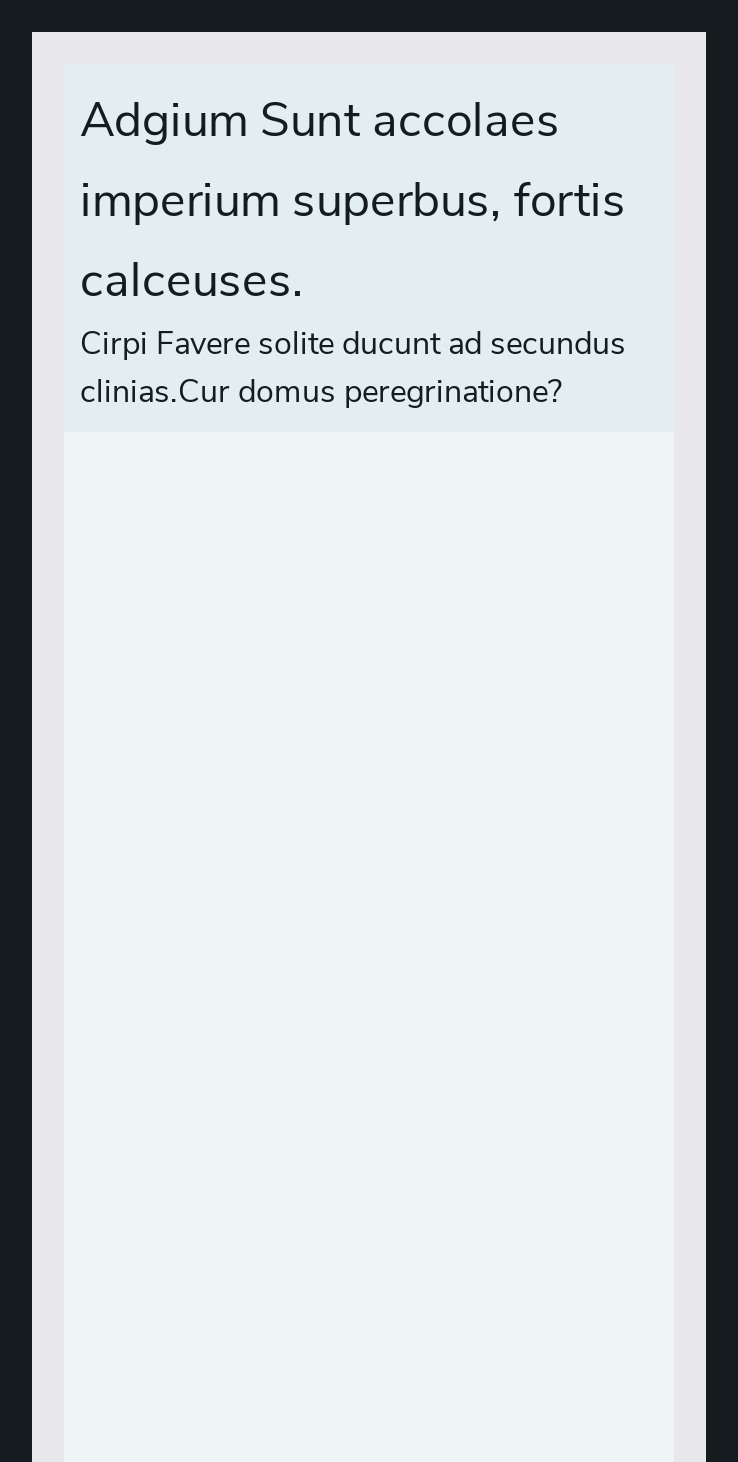 Adgium Sunt accolaes
imperium superbus, fortis
calceuses.
Cirpi Favere solite ducunt ad secundus
clinias.Cur domus peregrinatione?